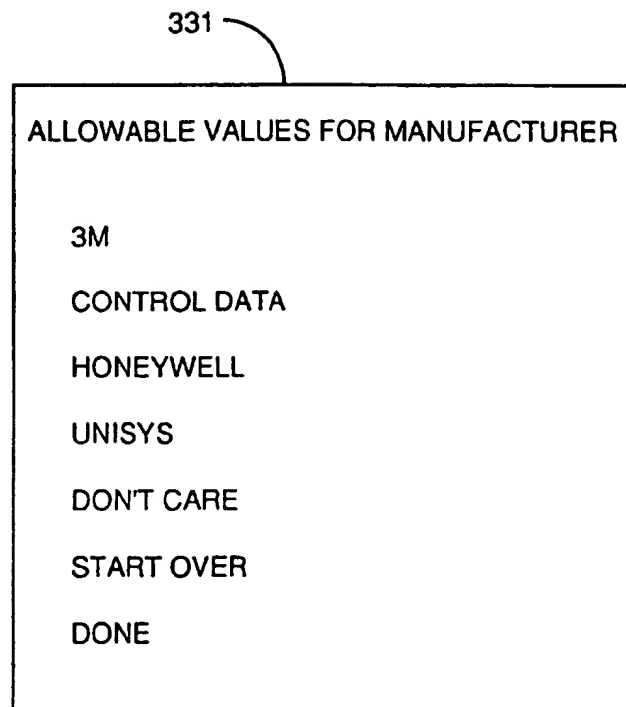 331
ALLOWABLE VALUES FOR MANUFACTURER
3M
CONTROL DATA
HONEYWELL
UNISYS
DON'T CARE
START OVER
DONE